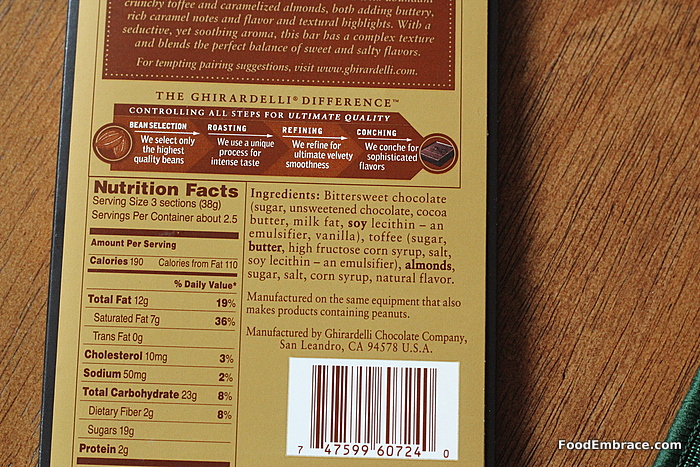 crunchy toffee and caramelized almonds, both adding buttery,
rich caramel notes and flavor and textural highlights. With a
seductive, yet soothing aroma, this bar has a complex texture
and blends the perfect balance of sweet and salty flavors.
For tempting pairing suggestions, visit www.ghirardelli.com.
THE GHIRARDELLI® DIFFERENCE™
CONTROLLING ALL STEPS FOR ULTIMATE QUALITY
BEAN SELECTION
We select only
the highest
quality beans
ROASTING
We use a unique
process for
intense taste
REFINING
We refine for
ultimate velvety
smoothness
CONCHING
We conche for
sophisticated
flavors
Nutrition Facts
Serving Size 3 sections (38g)
Servings Per Container about 2.5
Amount Per Serving
Calories 190 Calories from Fat 110
% Daily Value*
Total Fat 12g 19%
Saturated Fat 7g 36%
Trans Fat 0g
Cholesterol 10mg 3%
Sodium 50mg 2%
Total Carbohydrate 23g 8%
Dietary Fiber 2g 8%
Sugars 19g
Protein 2g
Ingredients: Bittersweet chocolate
(sugar, unsweetened chocolate, cocoa
butter, milk fat, soy lecithin – an
emulsifier, vanilla), toffee (sugar,
butter, high fructose corn syrup, salt,
soy lecithin – an emulsifier), almonds,
sugar, salt, corn syrup, natural flavor.
Manufactured on the same equipment that also
makes products containing peanuts.
Manufactured by Ghirardelli Chocolate Company,
San Leandro, CA 94578 U.S.A.
7 47599 60724 0
FoodEmbrace.com